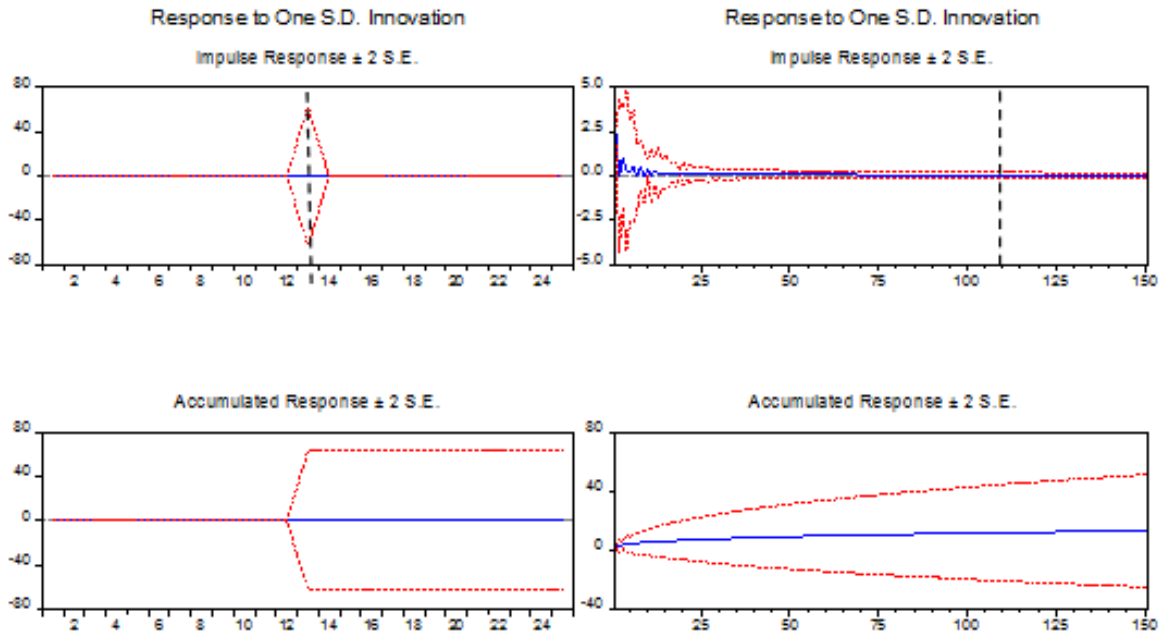 Response to One S.D. Innovation
Impulse Response ± 2 S.E.
80
40
0
-40
-80
2 4 6 8 10 12 14 16 18 20 22 24
Response to One S.D. Innovation
Impulse Response ± 2 S.E.
5.0
2.5
0.0
-2.5
-5.0
25 50 75 100 125 150
Accumulated Response ± 2 S.E.
80
40
0
-40
-80
2 4 6 8 10 12 14 16 18 20 22 24
Accumulated Response ± 2 S.E.
80
40
0
-40
25 50 75 100 125 150